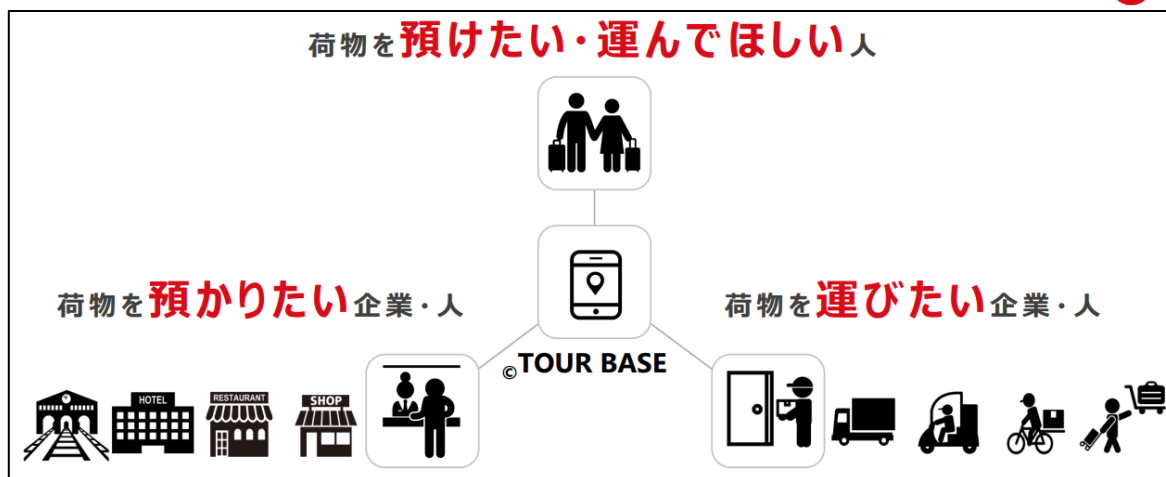 荷物を預けたい・運んでほしい人
荷物を預かりたい企業・人
荷物を運びたい企業・人
©TOUR BASE
HOTEL
RESTAURANT
SHOP